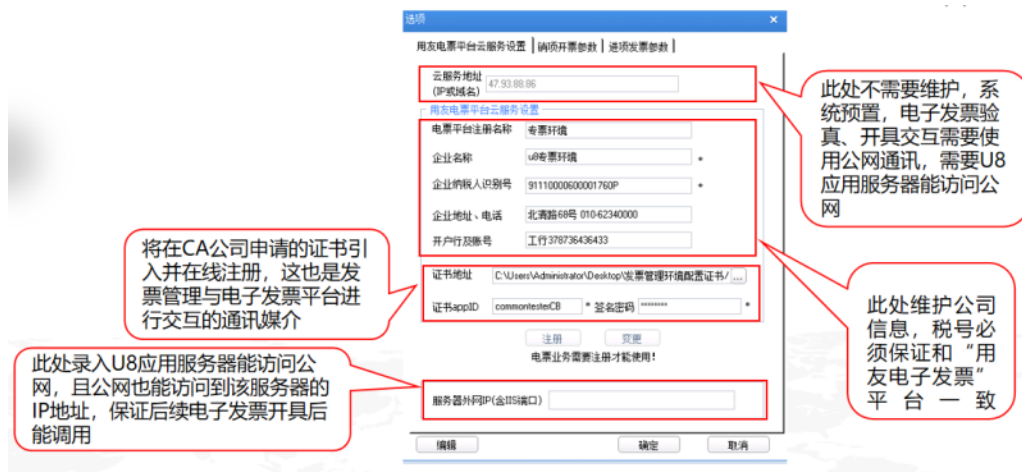 选项
×
用友电票平台云服务设置 销项开票参数 进项发票参数
云服务地址
(IP或域名)
47.93.88.86
用友电票平台云服务设置
电票平台注册名称 专票环境
企业名称 u8专票环境 *
企业纳税人识别号 91110000600001760P *
企业地址、电话 北清路68号 010-62340000
开户行及账号 工行378736436433
证书地址 C:\Users\Administrator\Desktop\发票管理环境配置证书/ ...
证书appID commontesterCB * 签名密码 ******** *
注册 变更
电票业务需要注册才能使用!
服务器外网IP(含IIS端口)
编辑 确定 取消
此处不需要维护，系
统预置，电子发票验
真、开具交互需要使
用公网通讯，需要U8
应用服务器能访问公
网
将在CA公司申请的证书引
入并在线注册，这也是发
票管理与电子发票平台进
行交互的通讯媒介
此处维护公司
信息，税号必
须保证和“用
友电子发票”
平台一致
此处录入U8应用服务器能访问公
网，且公网也能访问到该服务器的
IP地址，保证后续电子发票开具后
能调用